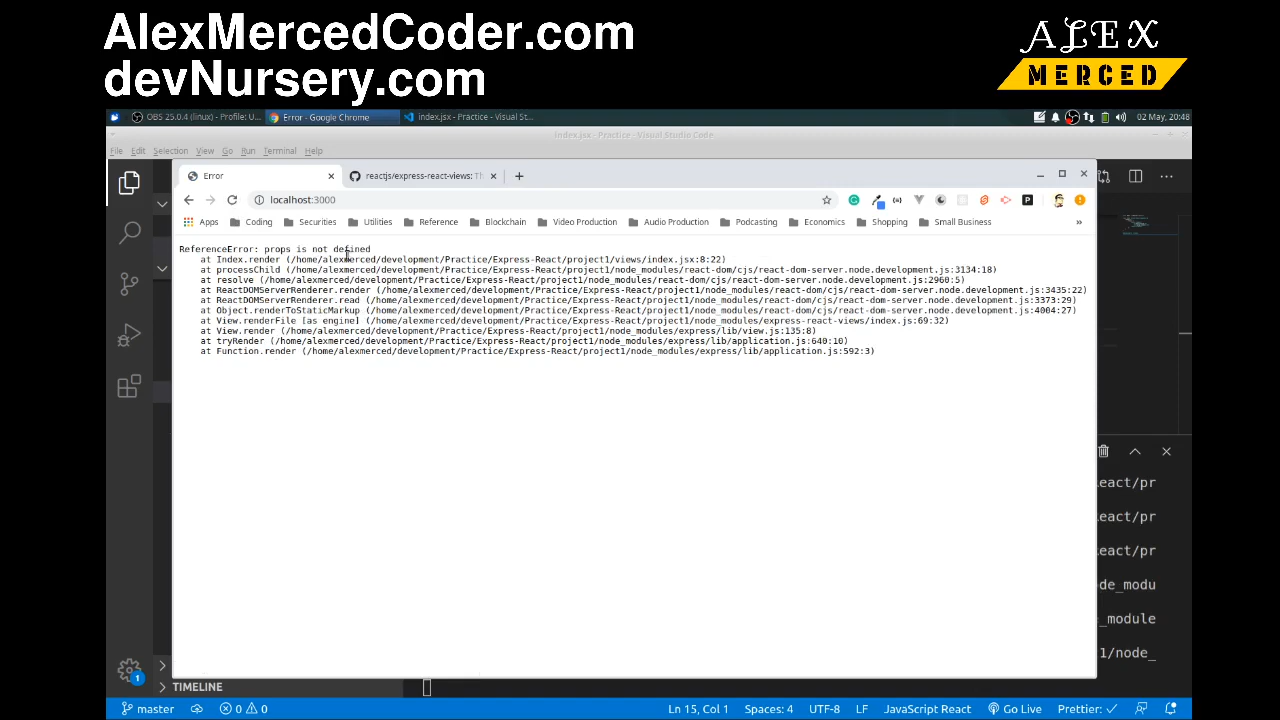 AlexMercedCoder.com
devNursery.com
ALEX
MERCED
OBS 25.0.4 (linux) - Profile: U...
Error - Google Chrome
index.jsx - Practice - Visual St...
02 May, 20:48
index.jsx - Practice - Visual Studio Code
File Edit Selection View Go Run Terminal Help
Error
reactjs/express-react-views: Th
localhost:3000
Apps Coding Securities Utilities Reference Blockchain Video Production Audio Production Podcasting Economics Shopping Small Business »
ReferenceError: props is not defined
at Index.render (/home/alexmerced/development/Practice/Express-React/project1/views/index.jsx:8:22)
at processChild (/home/alexmerced/development/Practice/Express-React/project1/node_modules/react-dom/cjs/react-dom-server.node.development.js:3134:18)
at resolve (/home/alexmerced/development/Practice/Express-React/project1/node_modules/react-dom/cjs/react-dom-server.node.development.js:2960:5)
at ReactDOMServerRenderer.render (/home/alexmerced/development/Practice/Express-React/project1/node_modules/react-dom/cjs/react-dom-server.node.development.js:3435:22)
at ReactDOMServerRenderer.read (/home/alexmerced/development/Practice/Express-React/project1/node_modules/react-dom/cjs/react-dom-server.node.development.js:3373:29)
at Object.renderToStaticMarkup (/home/alexmerced/development/Practice/Express-React/project1/node_modules/react-dom/cjs/react-dom-server.node.development.js:4004:27)
at View.renderFile [as engine] (/home/alexmerced/development/Practice/Express-React/project1/node_modules/express-react-views/index.js:69:32)
at View.render (/home/alexmerced/development/Practice/Express-React/project1/node_modules/express/lib/view.js:135:8)
at tryRender (/home/alexmerced/development/Practice/Express-React/project1/node_modules/express/lib/application.js:640:10)
at Function.render (/home/alexmerced/development/Practice/Express-React/project1/node_modules/express/lib/application.js:592:3)
eact/pr
eact/pr
eact/pr
de_modu
_module
1/node_
1
TIMELINE
master 0 0 Ln 15, Col 1 Spaces: 4 UTF-8 LF JavaScript React Go Live Prettier: ✓